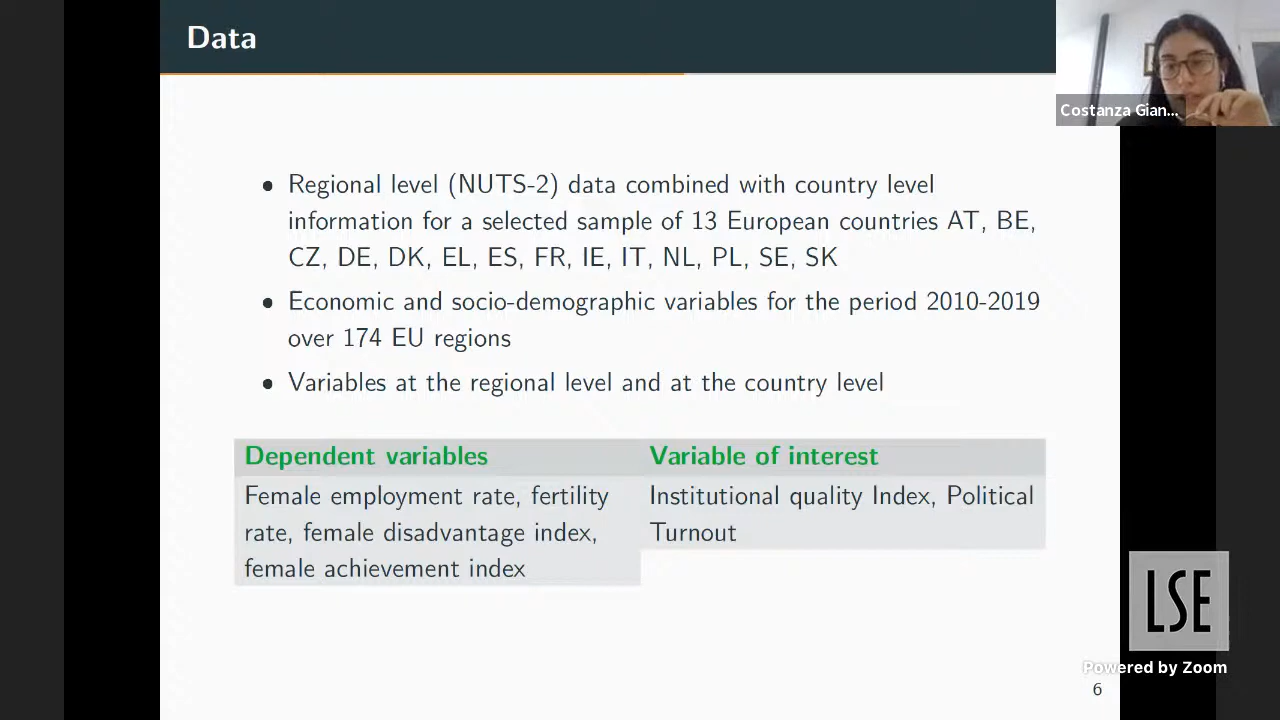 Data
Costanza Gian...
• Regional level (NUTS-2) data combined with country level
information for a selected sample of 13 European countries AT, BE,
CZ, DE, DK, EL, ES, FR, IE, IT, NL, PL, SE, SK
• Economic and socio-demographic variables for the period 2010-2019
over 174 EU regions
• Variables at the regional level and at the country level
Dependent variables
Female employment rate, fertility
rate, female disadvantage index,
female achievement index
Variable of interest
Institutional quality Index, Political
Turnout
LSE
Powered by Zoom
6